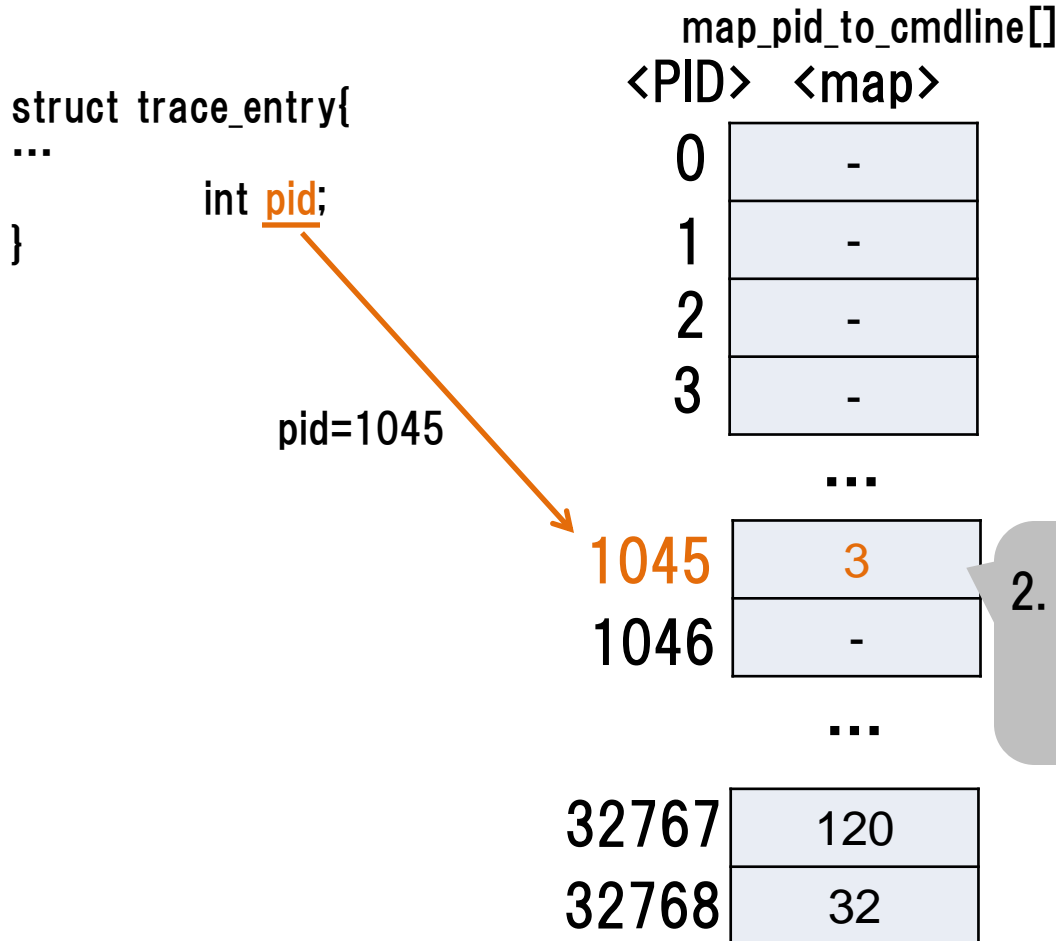 map_pid_to_cmdline[]
<PID> <map>
struct trace_entry{
...
int pid;
}
0 -
1 -
2 -
3 -
pid=1045
...
1045 3
2.
1046 -
...
32767 120
32768 32